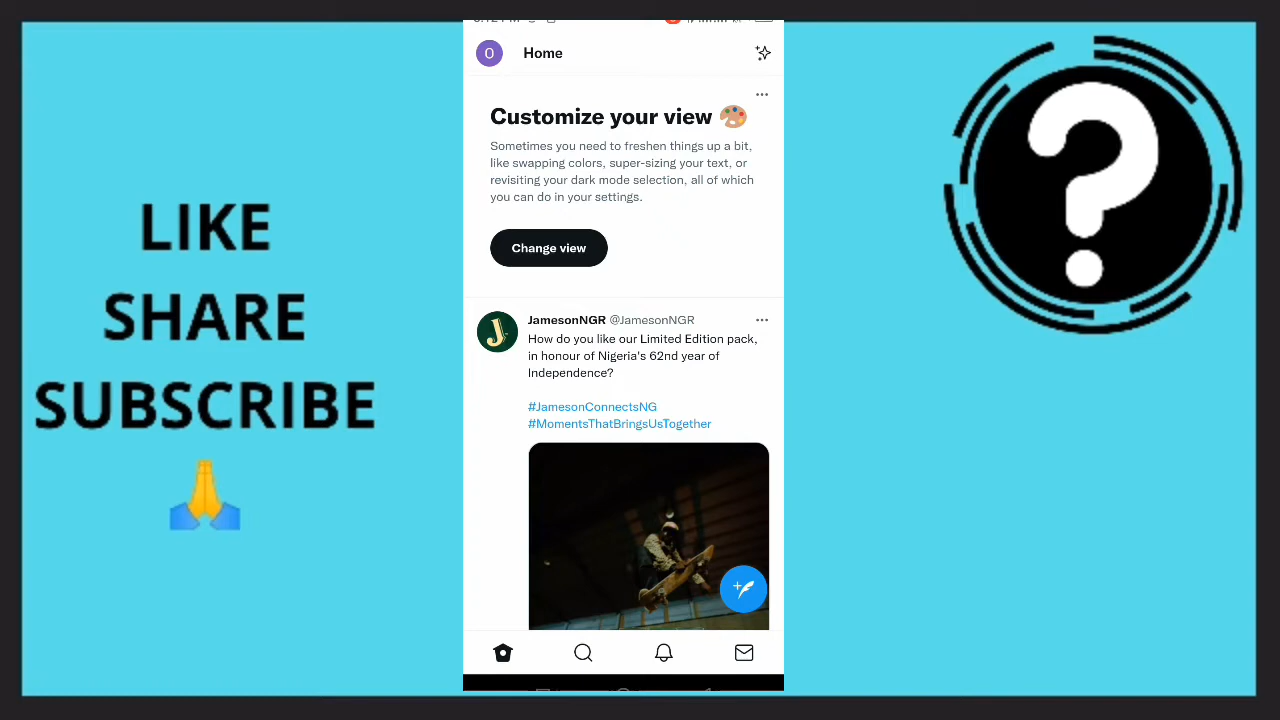 LIKE
SHARE
SUBSCRIBE
O
Home
Customize your view
Sometimes you need to freshen things up a bit,
like swapping colors, super-sizing your text, or
revisiting your dark mode selection, all of which
you can do in your settings.
Change view
JamesonNGR @JamesonNGR
How do you like our Limited Edition pack,
in honour of Nigeria's 62nd year of
Independence?
#JamesonConnectsNG
#MomentsThatBringsUsTogether
?